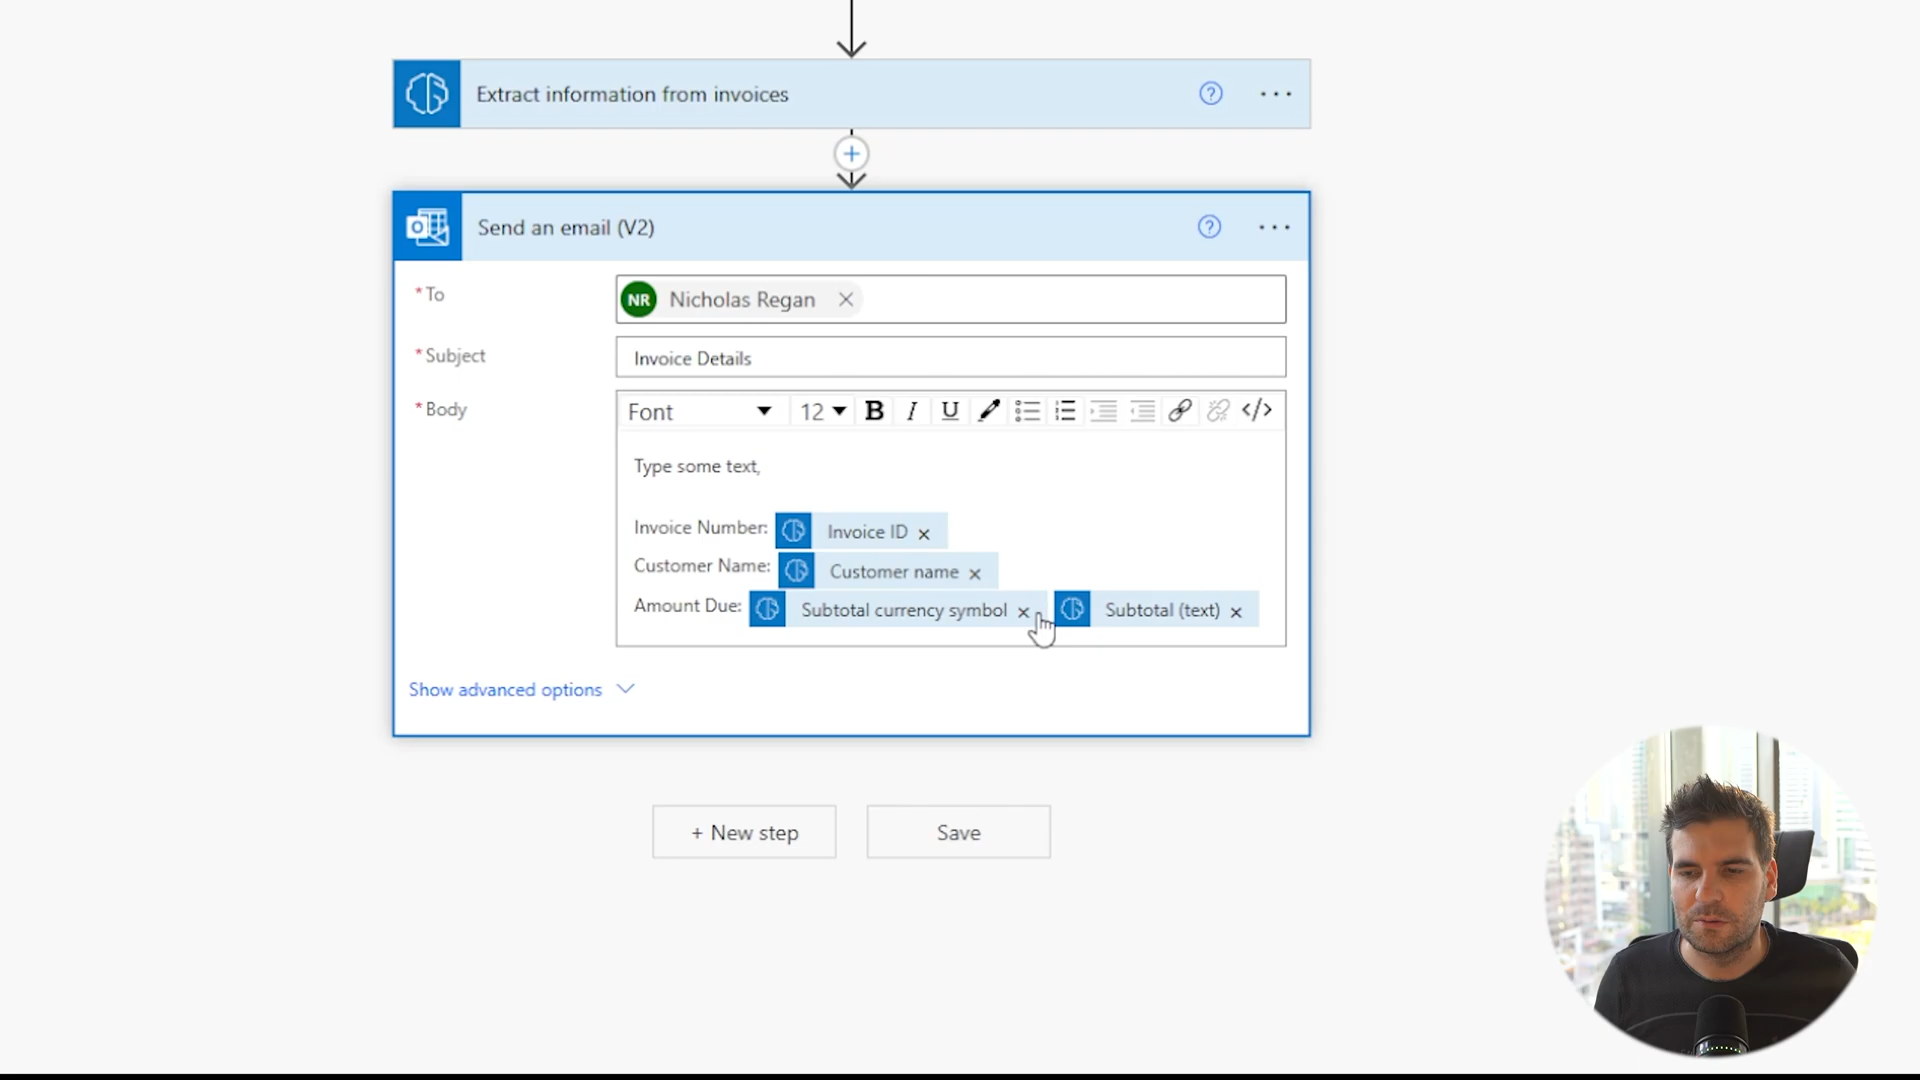 Extract information from invoices
Send an email (V2)
* To
NR Nicholas Regan
* Subject
Invoice Details
* Body
Font 12 B I U </>
Type some text,
Invoice Number: Invoice ID ×
Customer Name: Customer name ×
Amount Due: Subtotal currency symbol × Subtotal (text) ×
Show advanced options
+ New step
Save